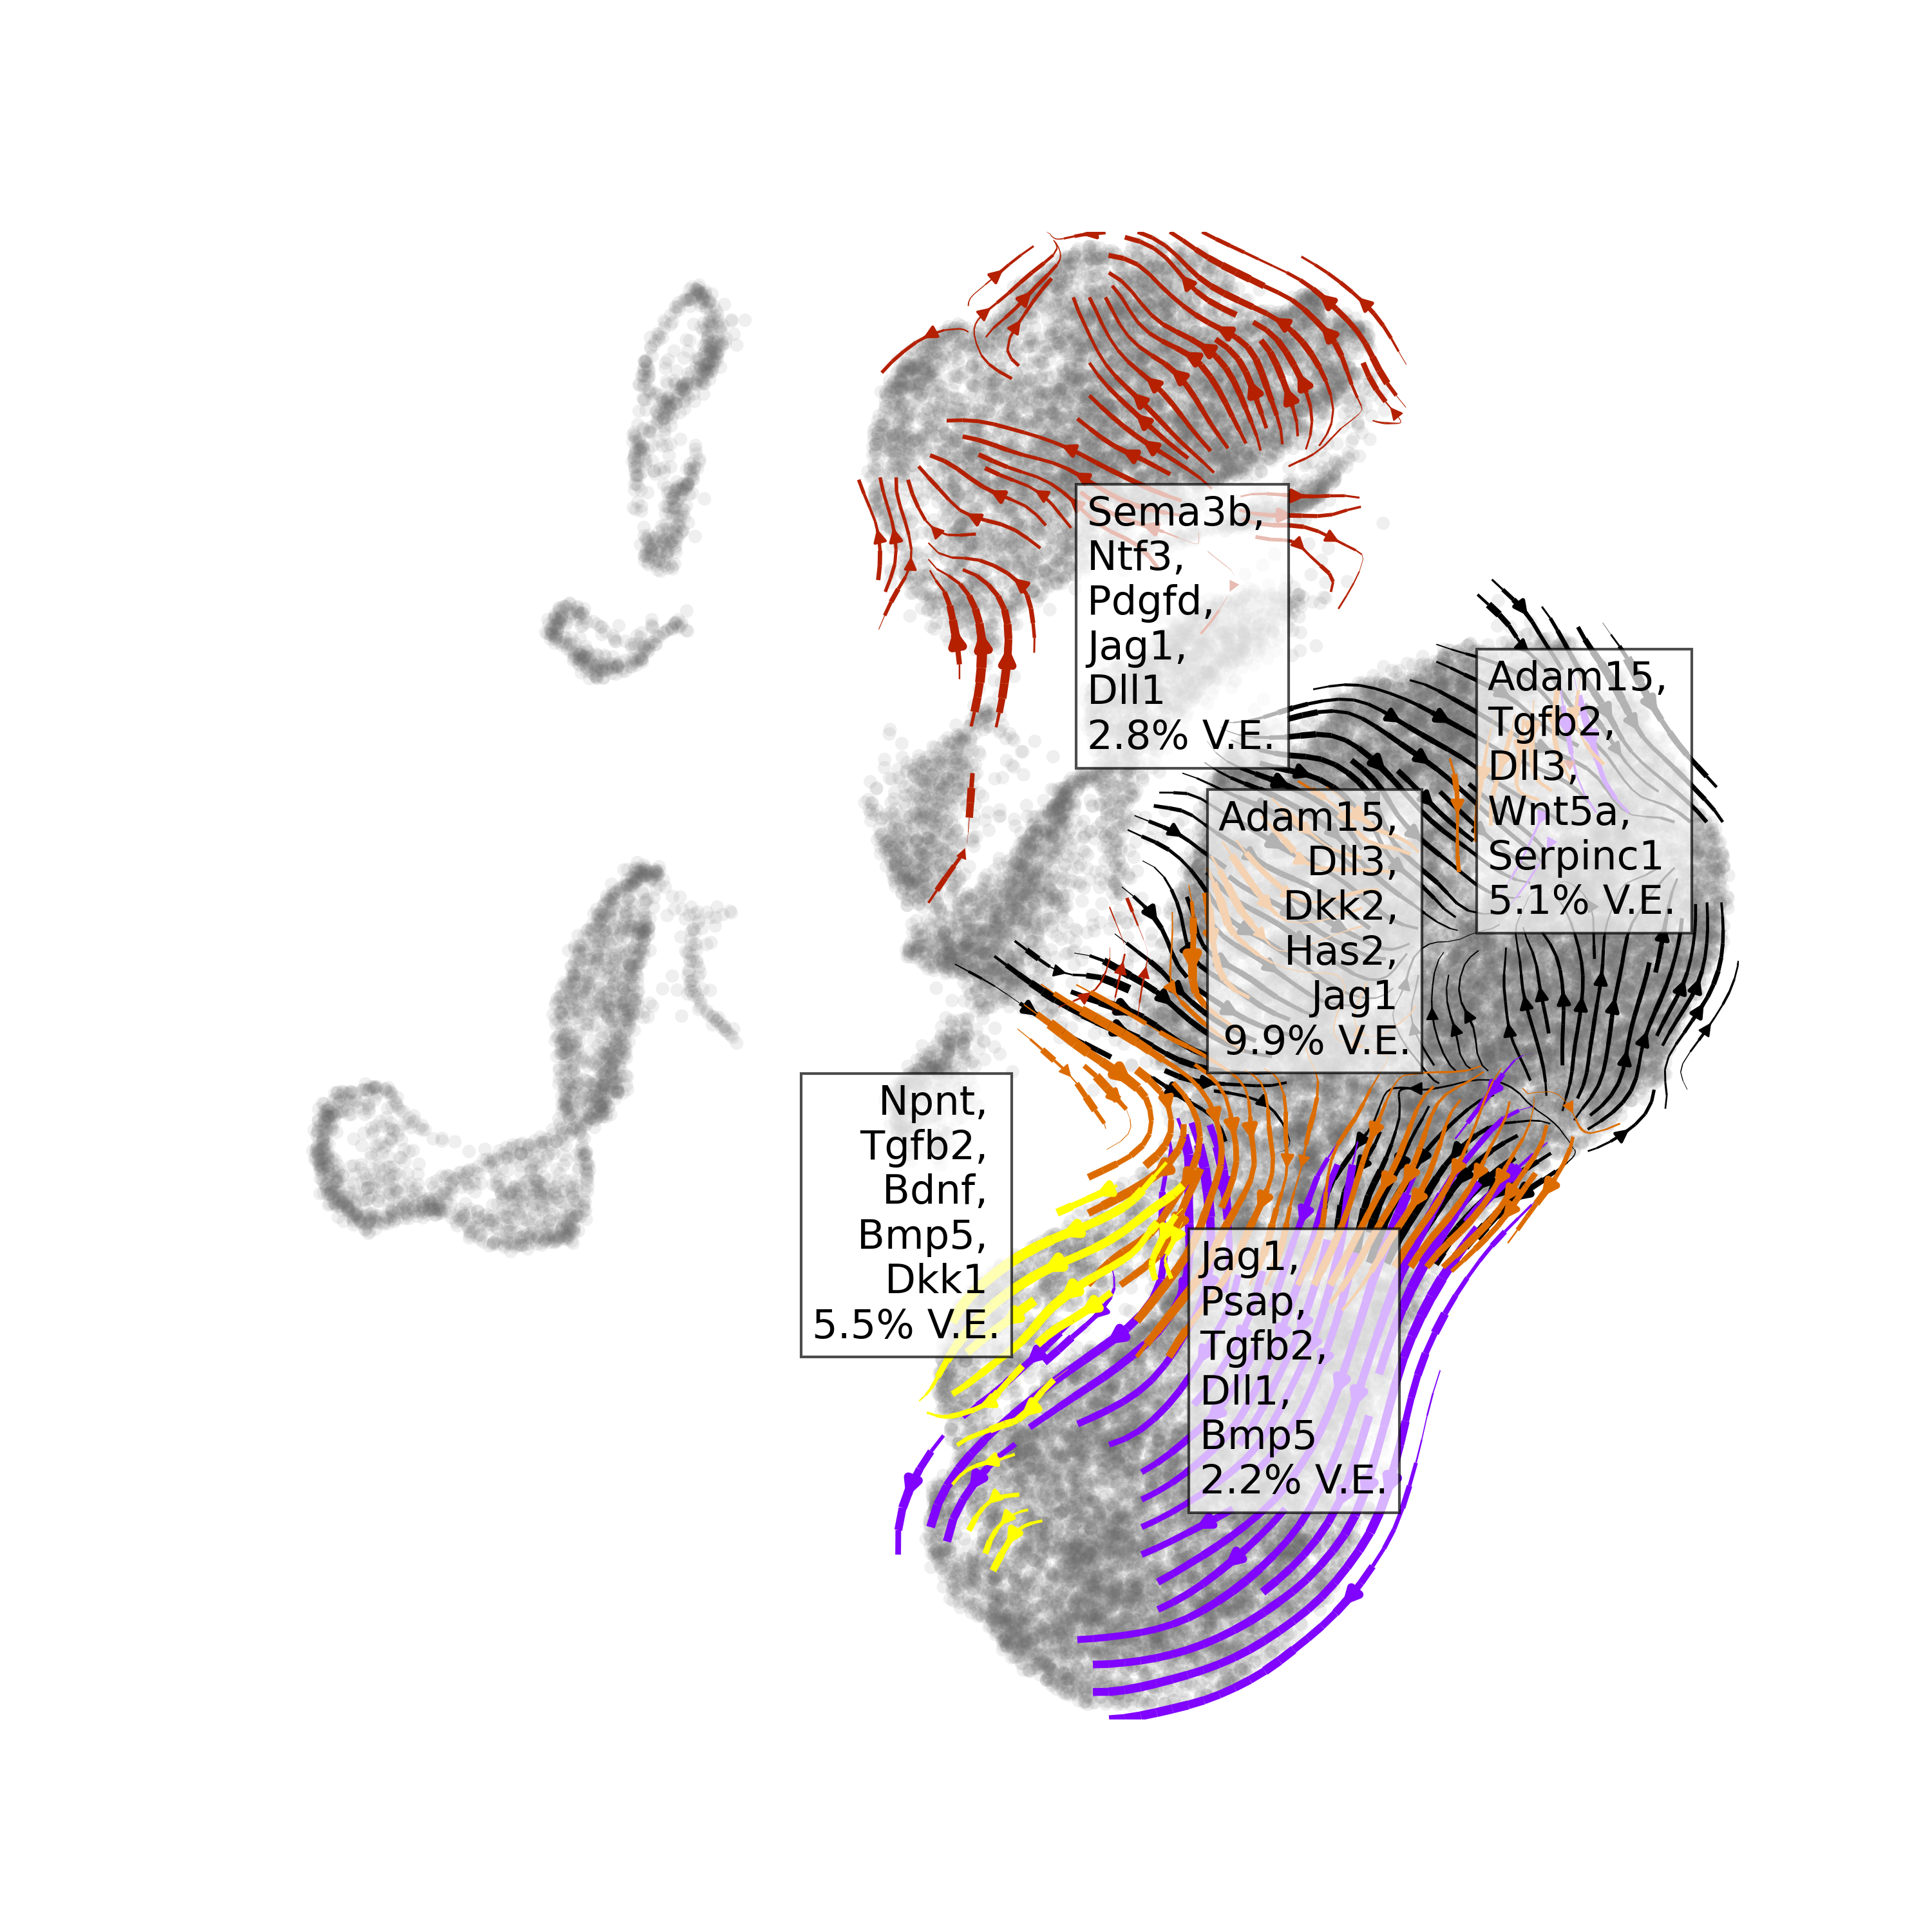 Sema3b,
Ntf3,
Pdgfd,
Jag1,
Dll1
2.8% V.E.
Adam15,
Tgfb2,
Dll3,
Wnt5a,
Serpinc1
5.1% V.E.
Adam15,
Dll3,
Dkk2,
Has2,
Jag1
9.9% V.E.
Npnt,
Tgfb2,
Bdnf,
Bmp5,
Dkk1
5.5% V.E.
Jag1,
Psap,
Tgfb2,
Dll1,
Bmp5
2.2% V.E.